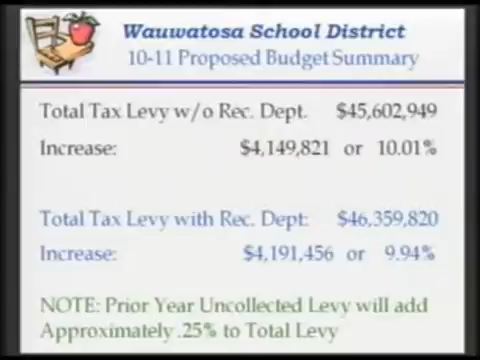 Wauwatosa School District
10-11 Proposed Budget Summary
Total Tax Levy w/o Rec. Dept. $45,602,949
Increase: $4,149,821 or 10.01%
Total Tax Levy with Rec. Dept: $46,359,820
Increase: $4,191,456 or 9.94%
NOTE: Prior Year Uncollected Levy will add
Approximately .25% to Total Levy